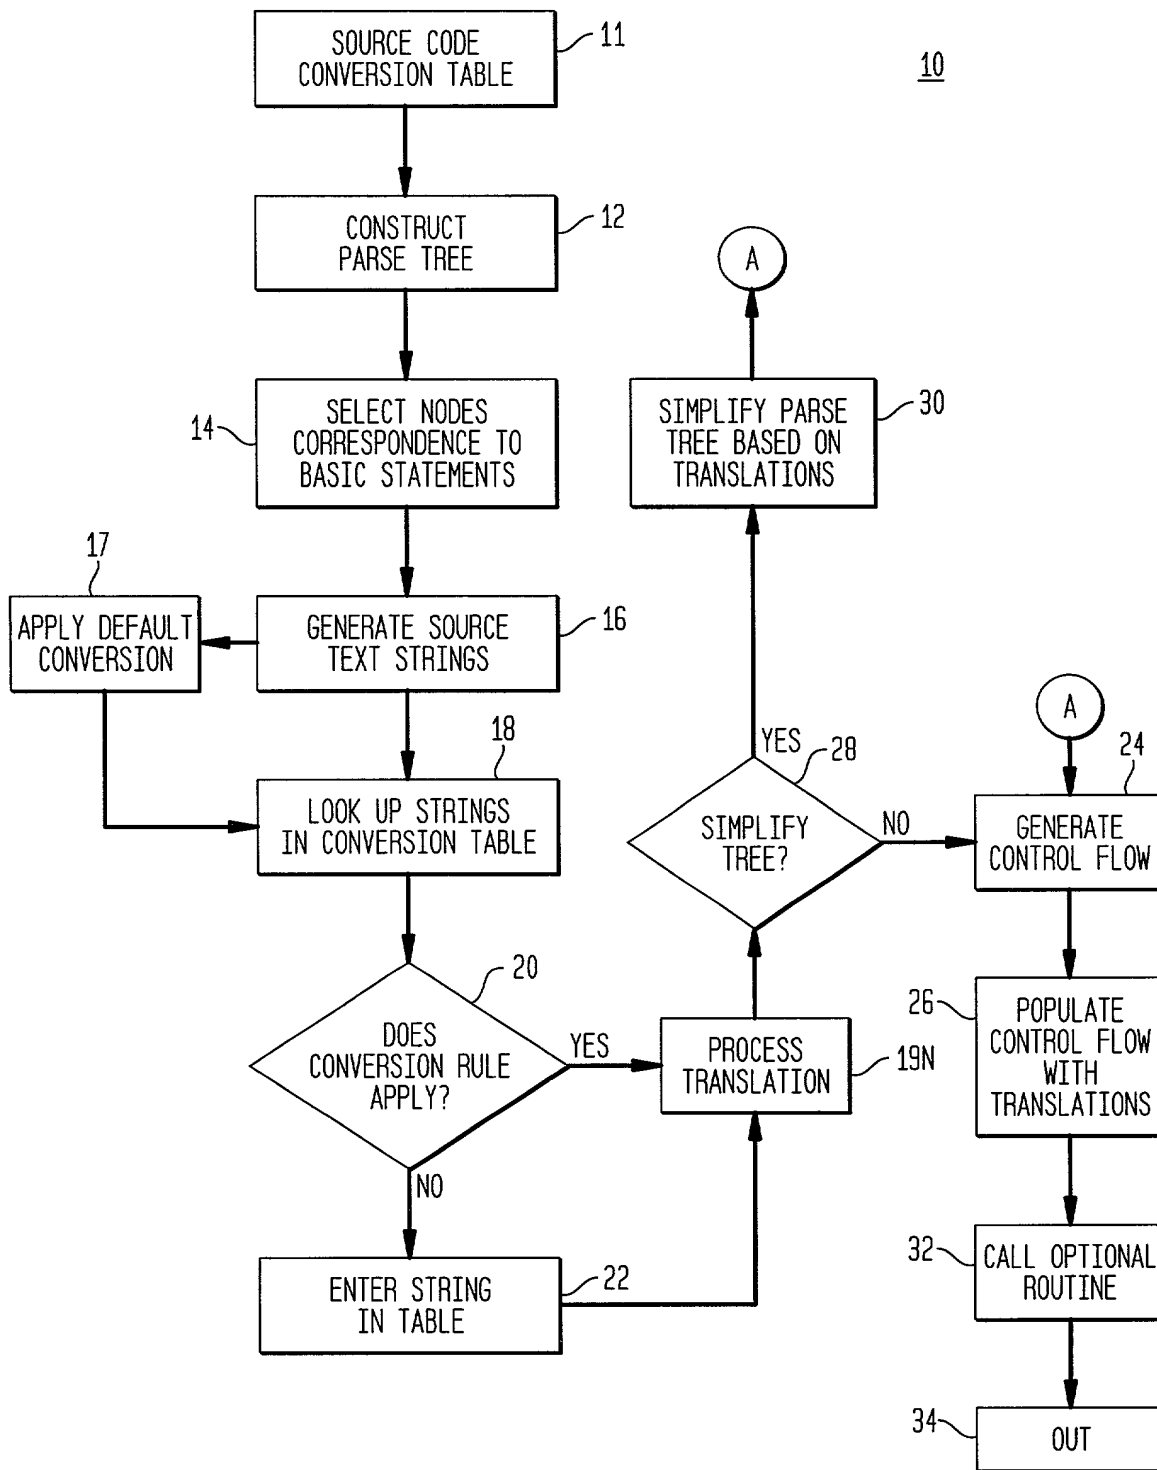 SOURCE CODE
CONVERSION TABLE
11
10
CONSTRUCT
PARSE TREE
12
A
SELECT NODES
CORRESPONDENCE TO
BASIC STATEMENTS
14
SIMPLIFY PARSE
TREE BASED ON
TRANSLATIONS
30
17
APPLY DEFAULT
CONVERSION
GENERATE SOURCE
TEXT STRINGS
16
18
LOOK UP STRINGS
IN CONVERSION TABLE
YES
28
SIMPLIFY
TREE?
NO
A
24
GENERATE
CONTROL FLOW
20
DOES
CONVERSION RULE
APPLY?
YES
NO
PROCESS
TRANSLATION
19N
26
POPULATE
CONTROL FLOW
WITH
TRANSLATIONS
ENTER STRING
IN TABLE
22
32
CALL OPTIONAL
ROUTINE
34
OUT